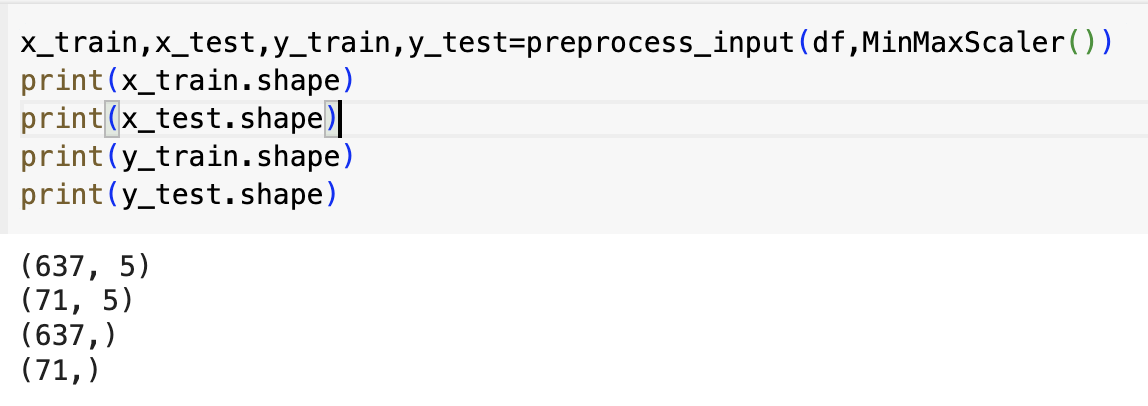 x_train,x_test,y_train,y_test=preprocess_input(df,MinMaxScaler())
print(x_train.shape)
print(x_test.shape)
print(y_train.shape)
print(y_test.shape)
(637, 5)
(71, 5)
(637,)
(71,)